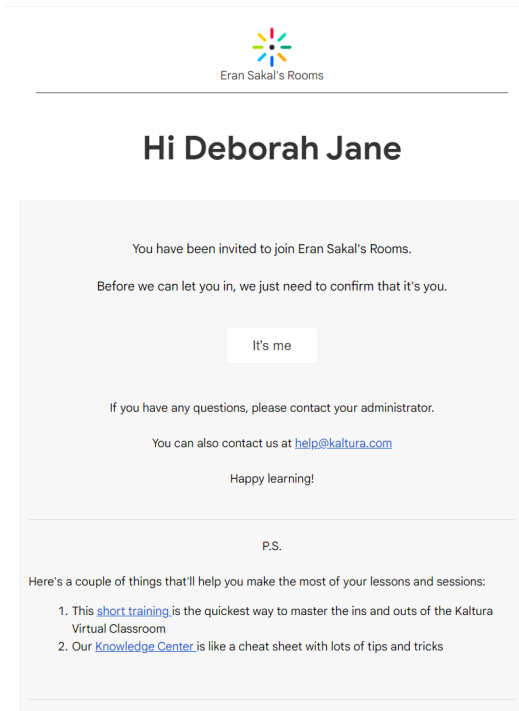 Eran Sakal's Rooms
Hi Deborah Jane
You have been invited to join Eran Sakal's Rooms.
Before we can let you in, we just need to confirm that it's you.
It's me
If you have any questions, please contact your administrator.
You can also contact us at help@kaltura.com
Happy learning!
P.S.
Here's a couple of things that'll help you make the most of your lessons and sessions:
1. This short training is the quickest way to master the ins and outs of the Kaltura
Virtual Classroom
2. Our Knowledge Center is like a cheat sheet with lots of tips and tricks